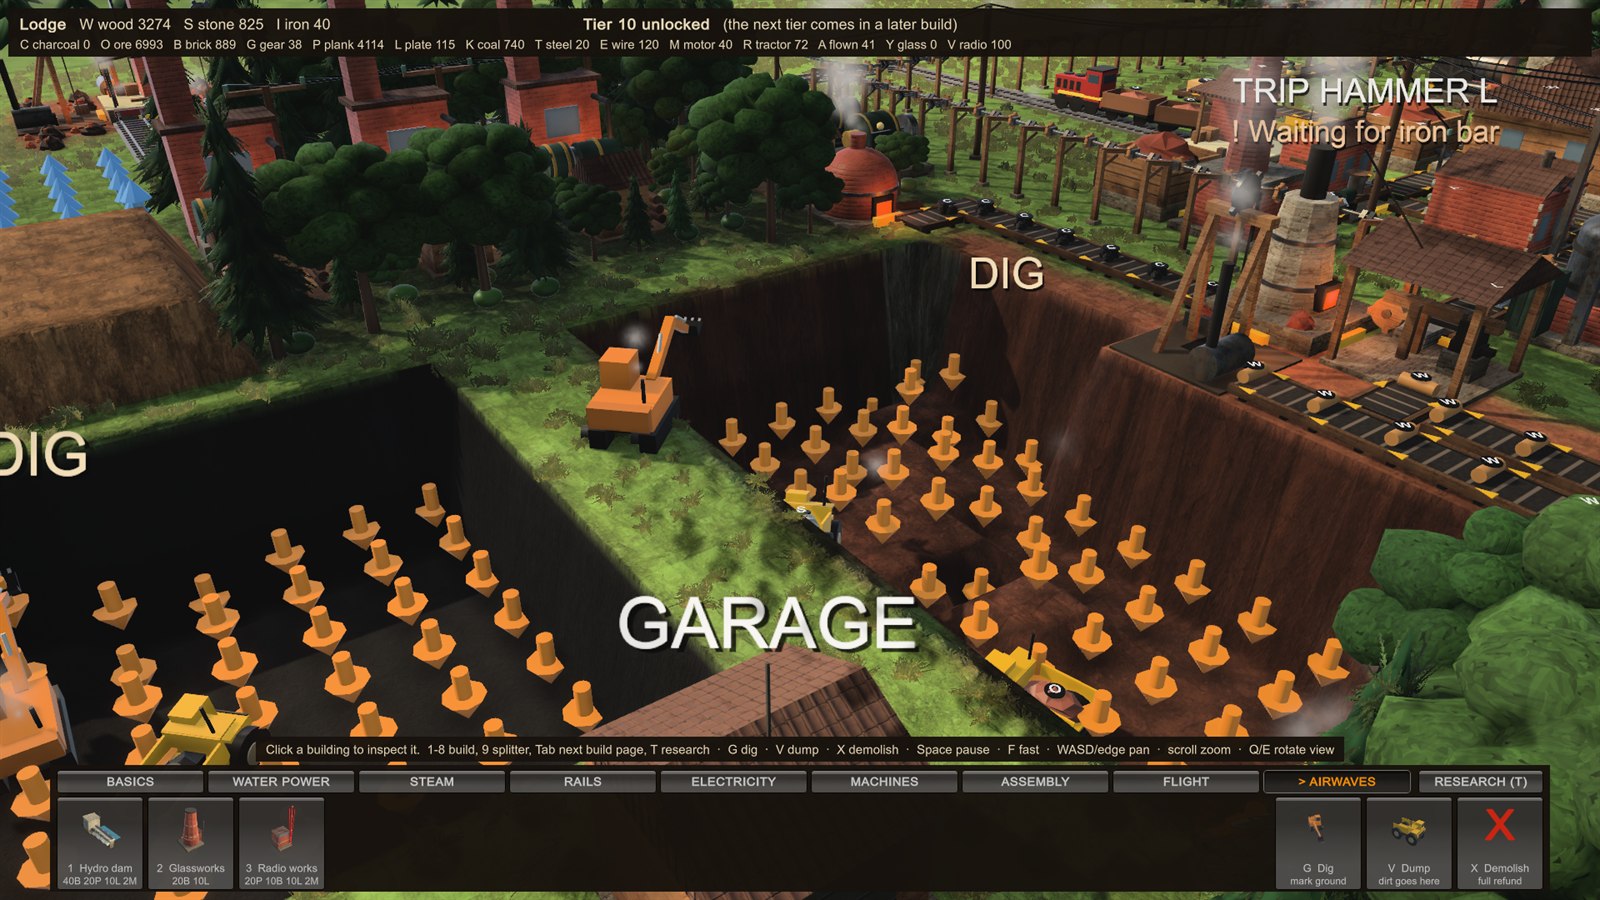 Lodge W wood 3274 S stone 825 I iron 40
Tier 10 unlocked (the next tier comes in a later build)
C charcoal 0 O ore 6993 B brick 889 G gear 38 P plank 4114 L plate 115 K coal 740 T steel 20 E wire 120 M motor 40 R tractor 72 A flown 41 Y glass 0 V radio 100
TRIP HAMMER L
! Waiting for iron bar
DIG
DIG
GARAGE
Click a building to inspect it. 1-8 build, 9 splitter, Tab next build page, T research · G dig · V dump · X demolish · Space pause · F fast · WASD/edge pan · scroll zoom · Q/E rotate view
BASICS WATER POWER STEAM RAILS ELECTRICITY MACHINES ASSEMBLY FLIGHT > AIRWAVES RESEARCH (T)
1 Hydro dam
40B 20P 10L 2M
2 Glassworks
20B 10L
3 Radio works
20P 10B 10L 2M
G Dig
mark ground
V Dump
dirt goes here
X Demolish
full refund